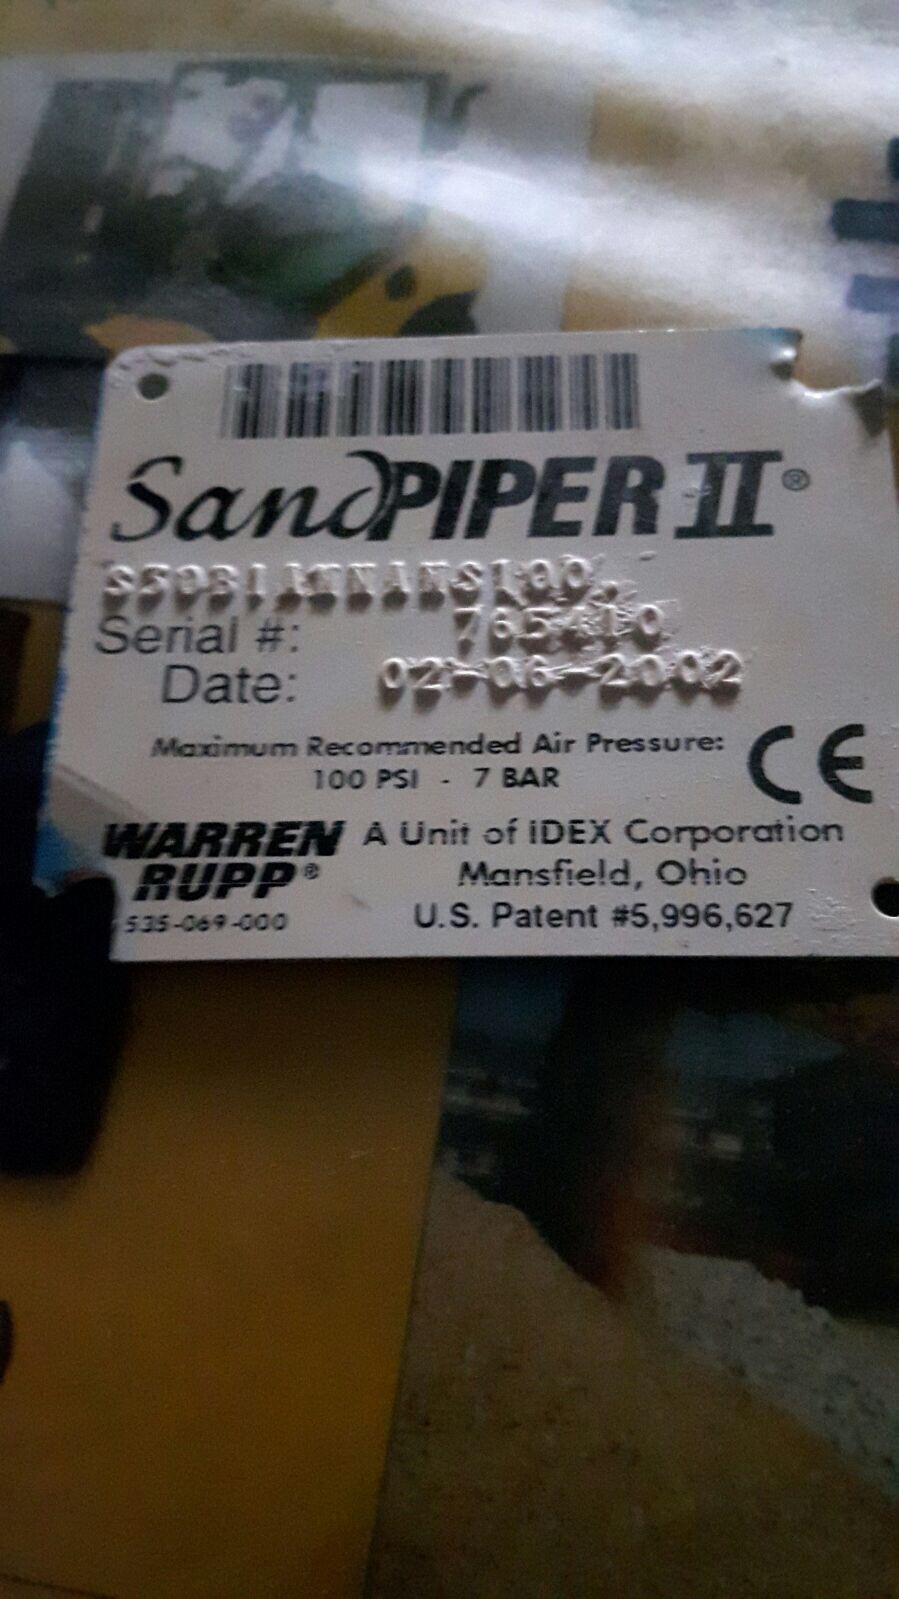 SandPIPER II®
S30B1ANNANS100.
Serial #: 765410
Date: 02-06-2002
Maximum Recommended Air Pressure:
100 PSI - 7 BAR
CE
WARREN RUPP®
A Unit of IDEX Corporation
Mansfield, Ohio
535-069-000
U.S. Patent #5,996,627